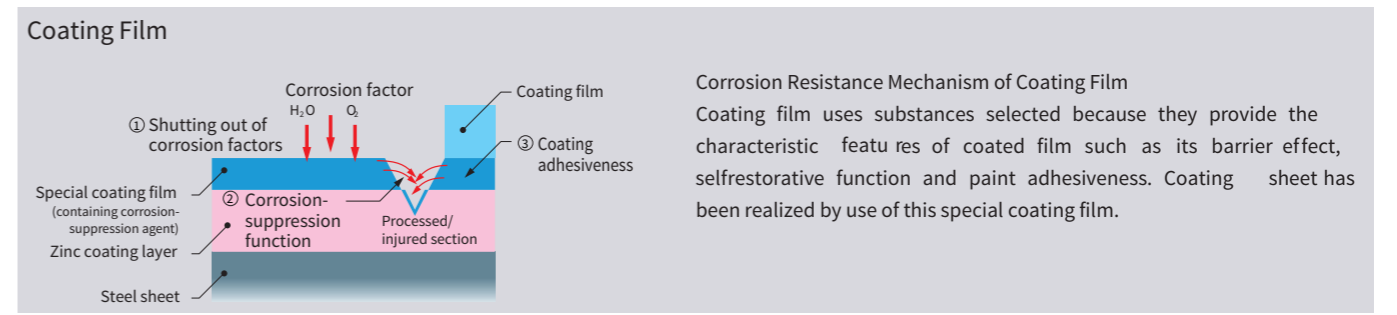 Coating Film
Corrosion factor
H₂O O₂
① Shutting out of
corrosion factors
Coating film
③ Coating
adhesiveness
Special coating film
(containing corrosion-
suppression agent)
② Corrosion-
suppression
function
Processed/
injured section
Zinc coating layer
Steel sheet
Corrosion Resistance Mechanism of Coating Film
Coating film uses substances selected because they provide the
characteristic featu res of coated film such as its barrier effect,
selfrestorative function and paint adhesivnness. Coating sheet has
been realized by use of this special coating film.